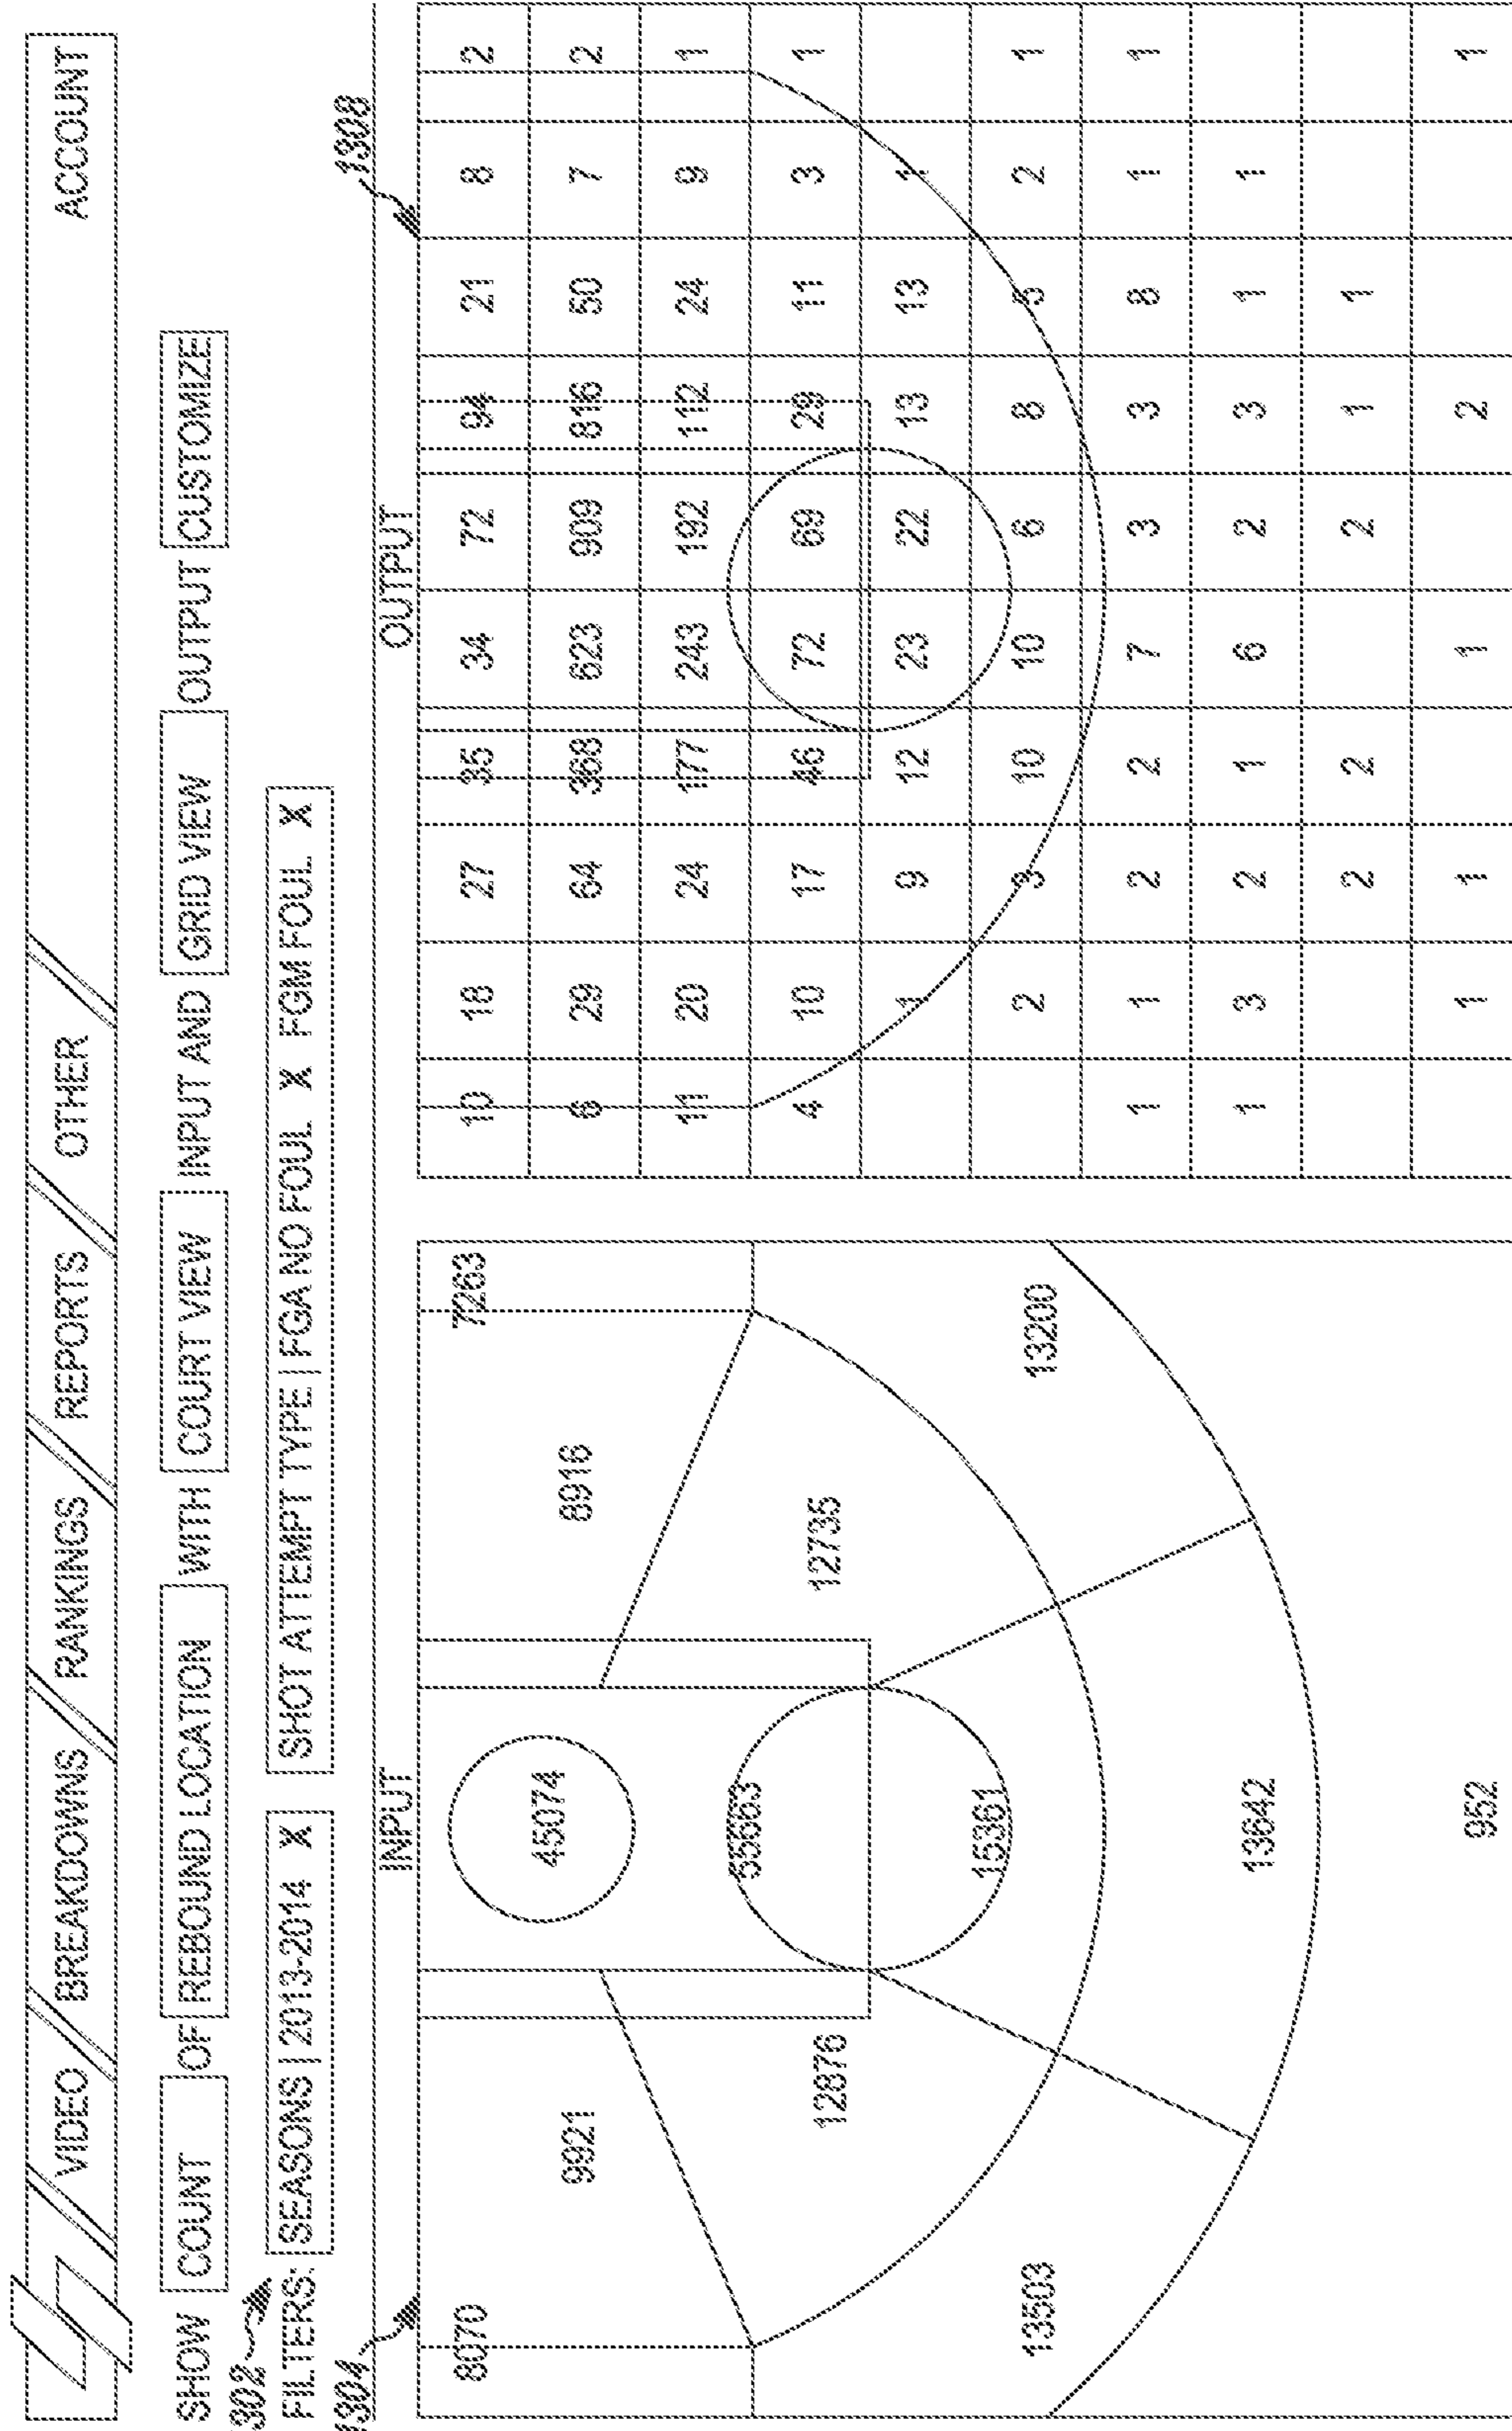 VIDEO BREAKDOWNS RANKINGS REPORTS OTHER ACCOUNT
SHOW COUNT OF REBOUND LOCATION WITH COURT VIEW INPUT AND GRID VIEW OUTPUT CUSTOMIZE
1302
FILTERS: SEASONS | 2013-2014 X SHOT ATTEMPT TYPE | FGA NO FOUL X FGM FOUL X
1304
1308
INPUT
8070 7263
45074
9921 8916
55663
12876 12735
15361
13503 13200
13642
952
OUTPUT
10 18 27 35 34 72 94 21 8 2
6 29 64 368 623 909 816 50 7 2
11 20 24 177 243 192 112 24 9 1
4 10 17 46 72 69 29 11 3 1
1 9 12 23 22 13 13 1
2 3 10 10 6 8 5 2 1
1 1 2 2 7 3 3 8 1 1
1 3 2 1 6 2 3 1 1
2 2 2 1 1
1 1 1 2 1